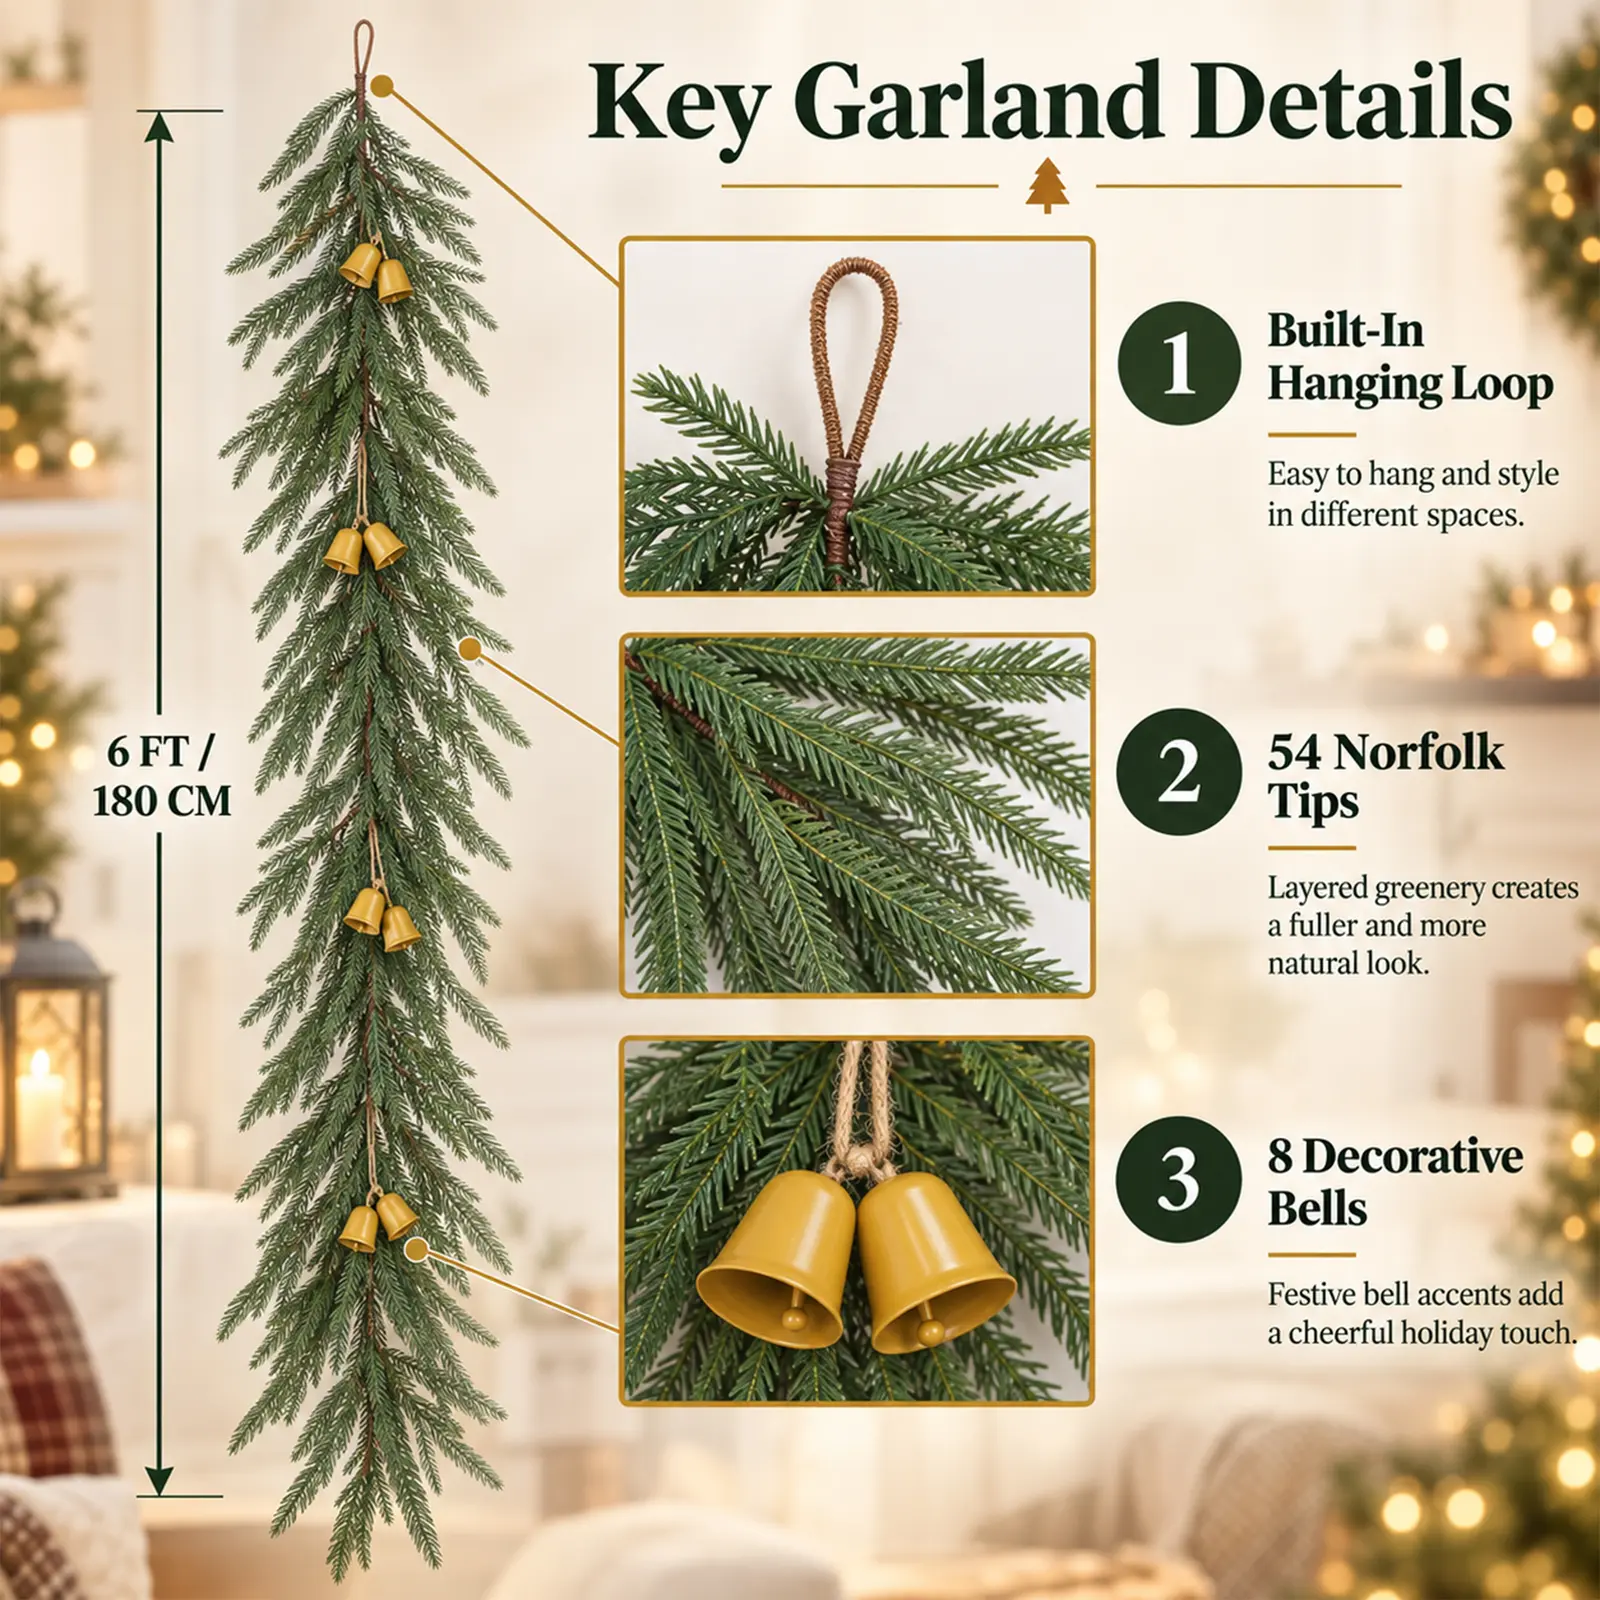 Key Garland Details
6 FT /
180 CM
1
Built-In
Hanging Loop
Easy to hang and style
in different spaces.
2
54 Norfolk
Tips
Layered greenery creates
a fuller and more
natural look.
3
8 Decorative
Bells
Festive bell accents add
a cheerful holiday touch.